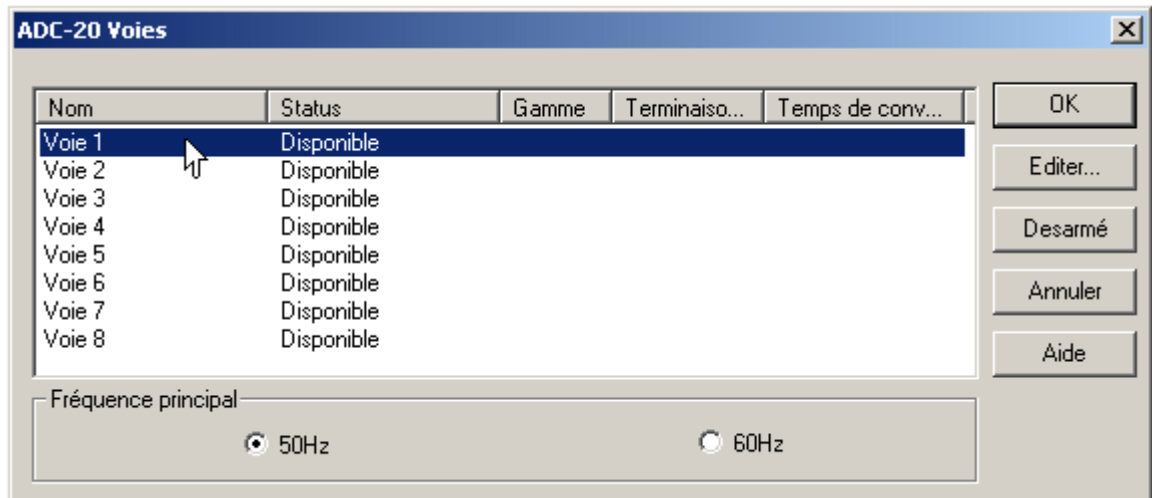 ADC-20 Voies
Nom Status Gamme Terminaiso... Temps de conv...
Voie 1 Disponible
Voie 2 Disponible
Voie 3 Disponible
Voie 4 Disponible
Voie 5 Disponible
Voie 6 Disponible
Voie 7 Disponible
Voie 8 Disponible
OK
Editer...
Desarmé
Annuler
Aide
Fréquence principal
50Hz 60Hz